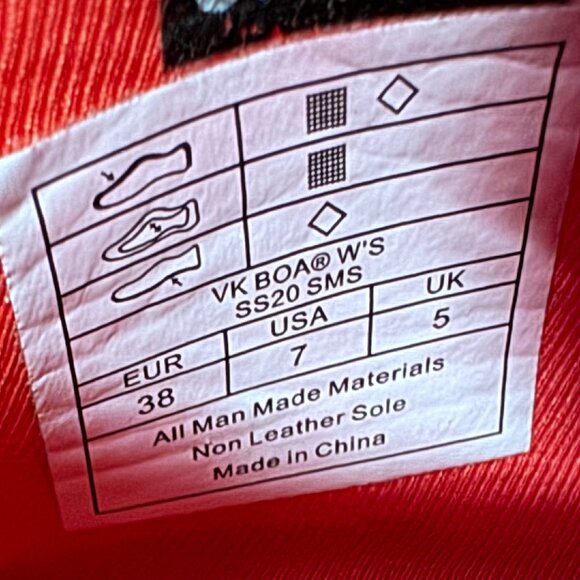 VK BOA® W'S
SS20 SMS
EUR USA UK
38 7 5
All Man Made Materials
Non Leather Sole
Made in China